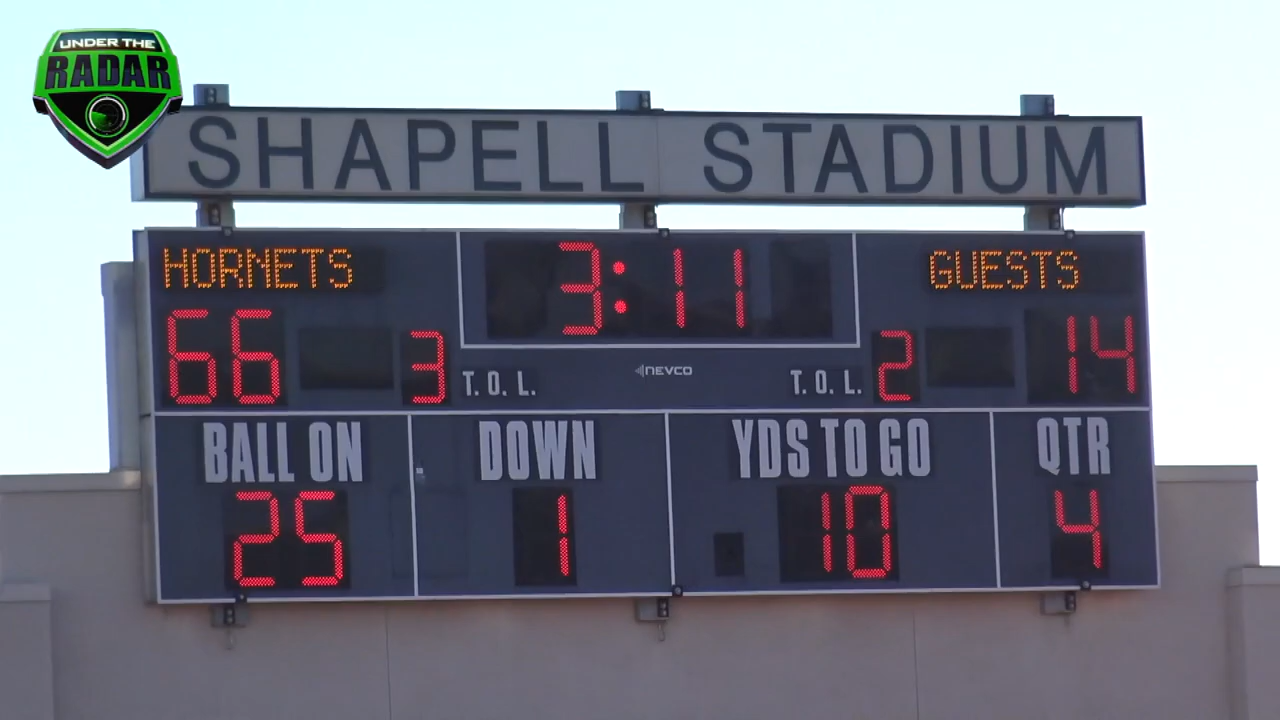 UNDER THE
RADAR
SHAPELL STADIUM
HORNETS 3:11 GUESTS
66 3 T. O. L. NEVCO T. O. L. 2 14
BALL ON DOWN YDS TO GO QTR
25 1 10 4